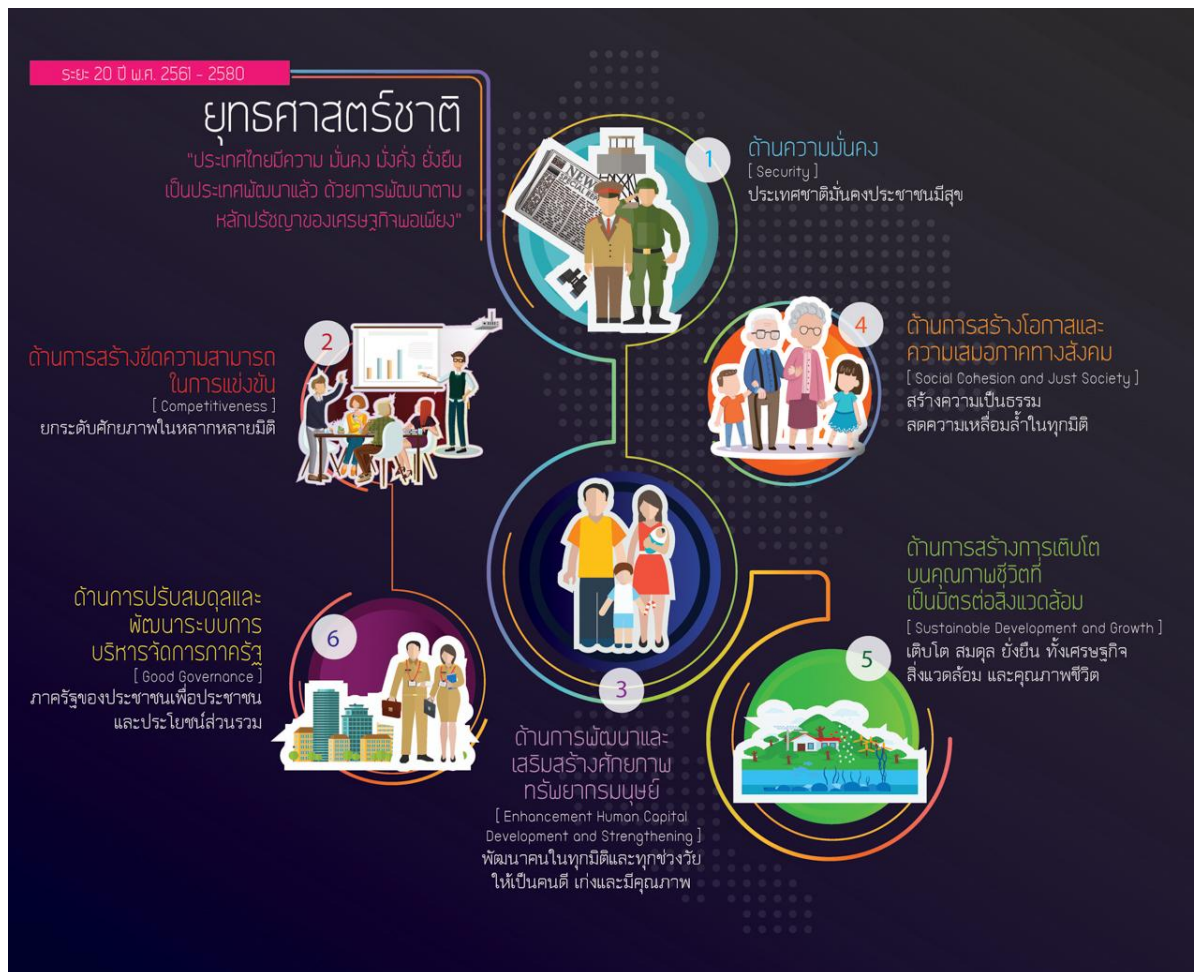 ระยะ 20 ปี พ.ศ. 2561 - 2580
ยุทธศาสตร์ชาติ
"ประเทศไทยมีความ มั่นคง มั่งคั่ง ยั่งยืน
เป็นประเทศพัฒนาแล้ว ด้วยการพัฒนาตาม
หลักปรัชญาของเศรษฐกิจพอเพียง"
NEW
1
ด้านความมั่นคง
[ Security ]
ประเทศชาติมั่นคงประชาชนมีสุข
2
ด้านการสร้างขีดความสามารถ
ในการแข่งขัน
[ Competitiveness ]
ยกระดับศักยภาพในหลากหลายมิติ
3
ด้านการพัฒนาและ
เสริมสร้างศักยภาพ
ทรัพยากรมนุษย์
[ Enhancement Human Capital
Development and Strengthening ]
พัฒนาคนในทุกมิติและทุกช่วงวัย
ให้เป็นคนดี เก่งและมีคุณภาพ
4
ด้านการสร้างโอกาสและ
ความเสมอภาคทางสังคม
[ Social Cohesion and Just Society ]
สร้างความเป็นธรรม
ลดความเหลื่อมล้ำในทุกมิติ
5
ด้านการสร้างการเติบโต
บนคุณภาพชีวิตที่
เป็นมิตรต่อสิ่งแวดล้อม
[ Sustainable Development and Growth ]
เติบโต สมดุล ยั่งยืน ทั้งเศรษฐกิจ
สิ่งแวดล้อม และคุณภาพชีวิต
6
ด้านการปรับสมดุลและ
พัฒนาระบบการ
บริหารจัดการภาครัฐ
[ Good Governance ]
ภาครัฐของประชาชนเพื่อประชาชน
และประโยชน์ส่วนรวม